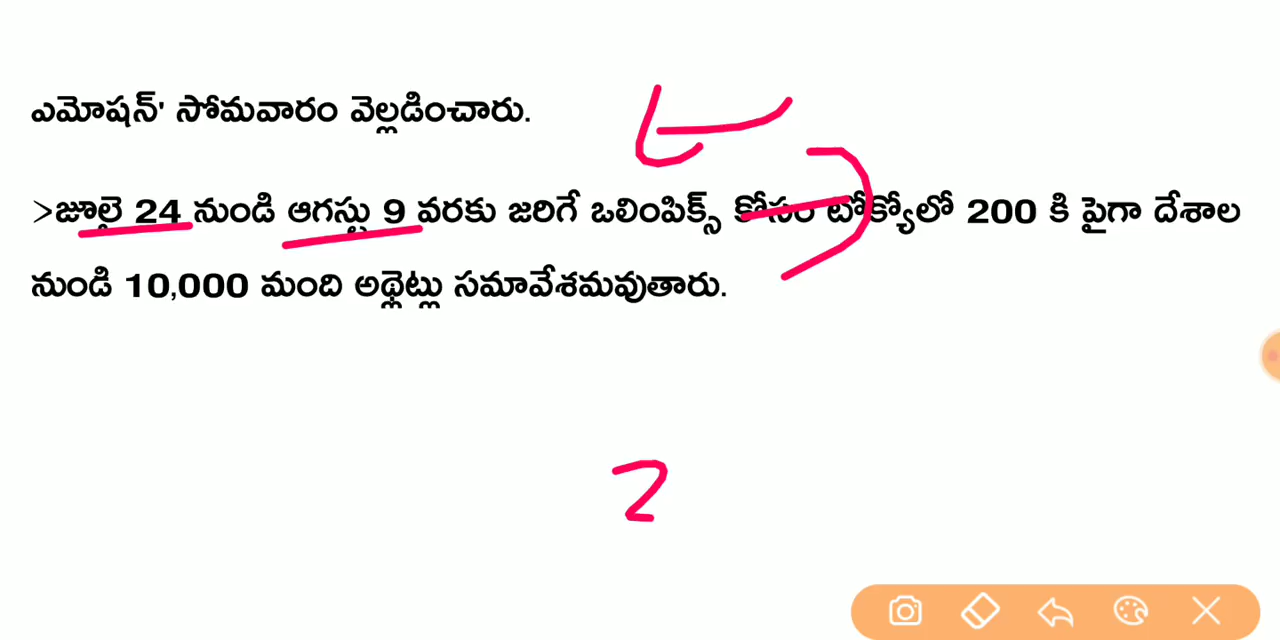 ఎమోషన్' సోమవారం వెల్లడించారు.
>జూలై 24 నుండి ఆగస్టు 9 వరకు జరిగే ఒలింపిక్స్ కోసం టోక్యోలో 200 కి పైగా దేశాల
నుండి 10,000 మంది అథ్లెట్లు సమావేశమవుతారు.
2